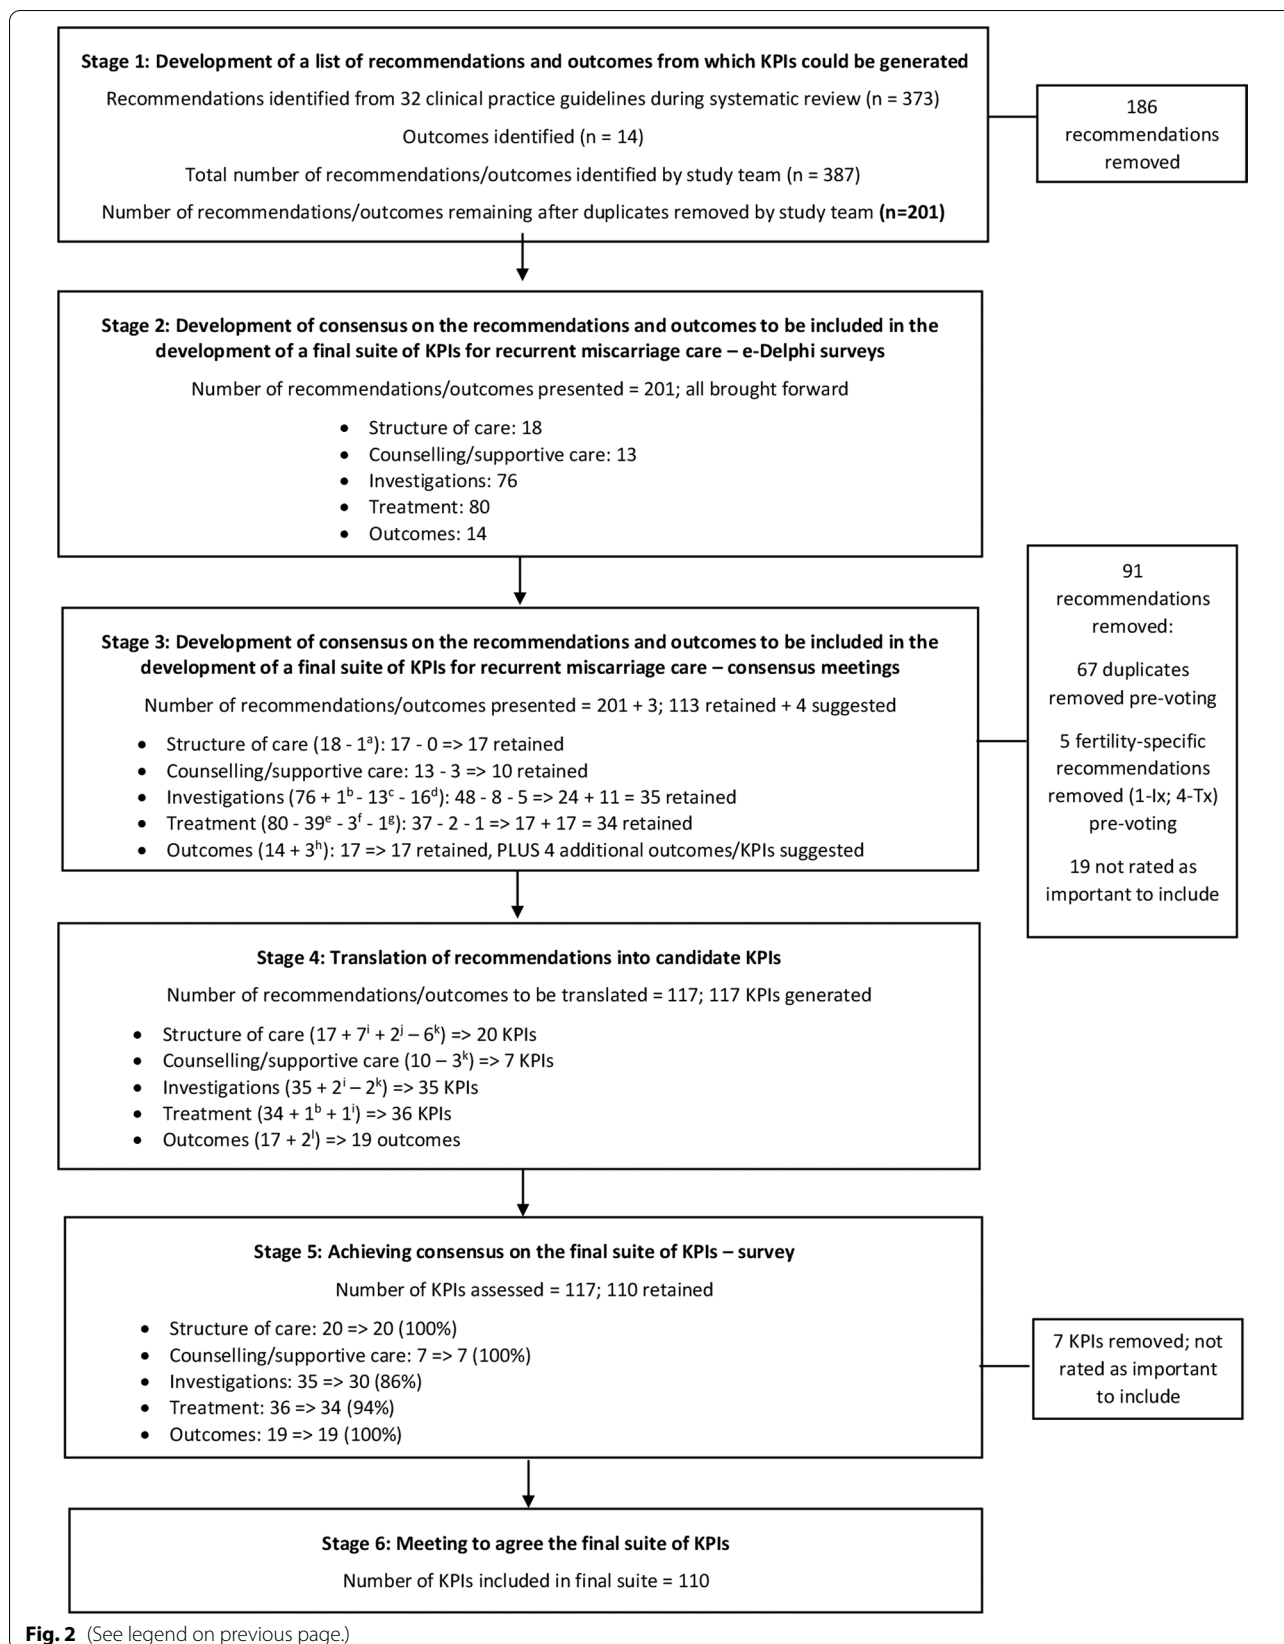 Stage 1: Development of a list of recommendations and outcomes from which KPIs could be generated
Recommendations identified from 32 clinical practice guidelines during systematic review (n = 373)
Outcomes identified (n = 14)
Total number of recommendations/outcomes identified by study team (n = 387)
Number of recommendations/outcomes remaining after duplicates removed by study team (n=201)
186
recommendations
removed
Stage 2: Development of consensus on the recommendations and outcomes to be included in the
development of a final suite of KPIs for recurrent miscarriage care – e-Delphi surveys
Number of recommendations/outcomes presented = 201; all brought forward
• Structure of care: 18
• Counselling/supportive care: 13
• Investigations: 76
• Treatment: 80
• Outcomes: 14
Stage 3: Development of consensus on the recommendations and outcomes to be included in the
development of a final suite of KPIs for recurrent miscarriage care – consensus meetings
Number of recommendations/outcomes presented = 201 + 3; 113 retained + 4 suggested
• Structure of care (18 - 1ᵃ): 17 - 0 => 17 retained
• Counselling/supportive care: 13 - 3 => 10 retained
• Investigations (76 + 1ᵇ - 13ᶜ - 16ᵈ): 48 - 8 - 5 => 24 + 11 = 35 retained
• Treatment (80 - 39ᵉ - 3ᶠ - 1ᵍ): 37 - 2 - 1 => 17 + 17 = 34 retained
• Outcomes (14 + 3ʰ): 17 => 17 retained, PLUS 4 additional outcomes/KPIs suggested
91
recommendations
removed:
67 duplicates
removed pre-voting
5 fertility-specific
recommendations
removed (1-Ix; 4-Tx)
pre-voting
19 not rated as
important to include
Stage 4: Translation of recommendations into candidate KPIs
Number of recommendations/outcomes to be translated = 117; 117 KPIs generated
• Structure of care (17 + 7ⁱ + 2ʲ – 6ᵏ) => 20 KPIs
• Counselling/supportive care (10 – 3ᵏ) => 7 KPIs
• Investigations (35 + 2ⁱ – 2ᵏ) => 35 KPIs
• Treatment (34 + 1ᵇ + 1ⁱ) => 36 KPIs
• Outcomes (17 + 2ˡ) => 19 outcomes
Stage 5: Achieving consensus on the final suite of KPIs – survey
Number of KPIs assessed = 117; 110 retained
• Structure of care: 20 => 20 (100%)
• Counselling/supportive care: 7 => 7 (100%)
• Investigations: 35 => 30 (86%)
• Treatment: 36 => 34 (94%)
• Outcomes: 19 => 19 (100%)
7 KPIs removed; not
rated as important
to include
Stage 6: Meeting to agree the final suite of KPIs
Number of KPIs included in final suite = 110
Fig. 2 (See legend on previous page.)